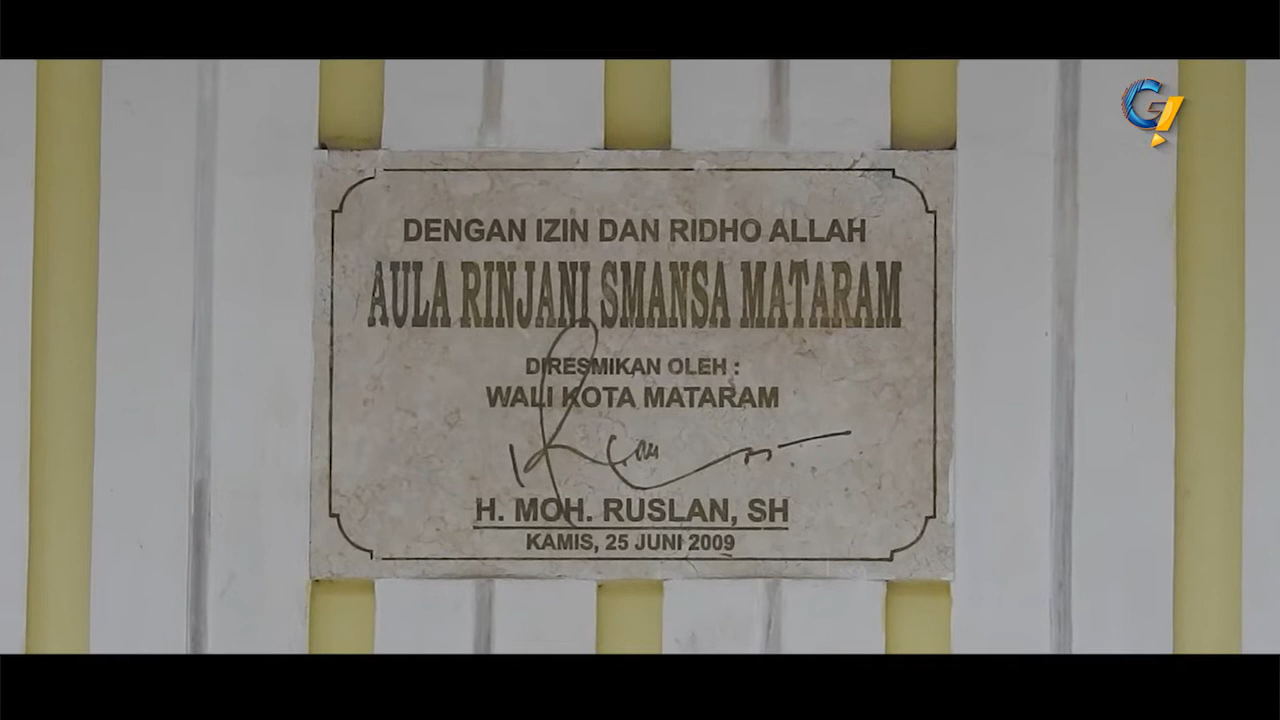 DENGAN IZIN DAN RIDHO ALLAH
AULA RINJANI SMANSA MATARAM
DIRESMIKAN OLEH :
WALI KOTA MATARAM
H. MOH. RUSLAN, SH
KAMIS, 25 JUNI 2009
G!